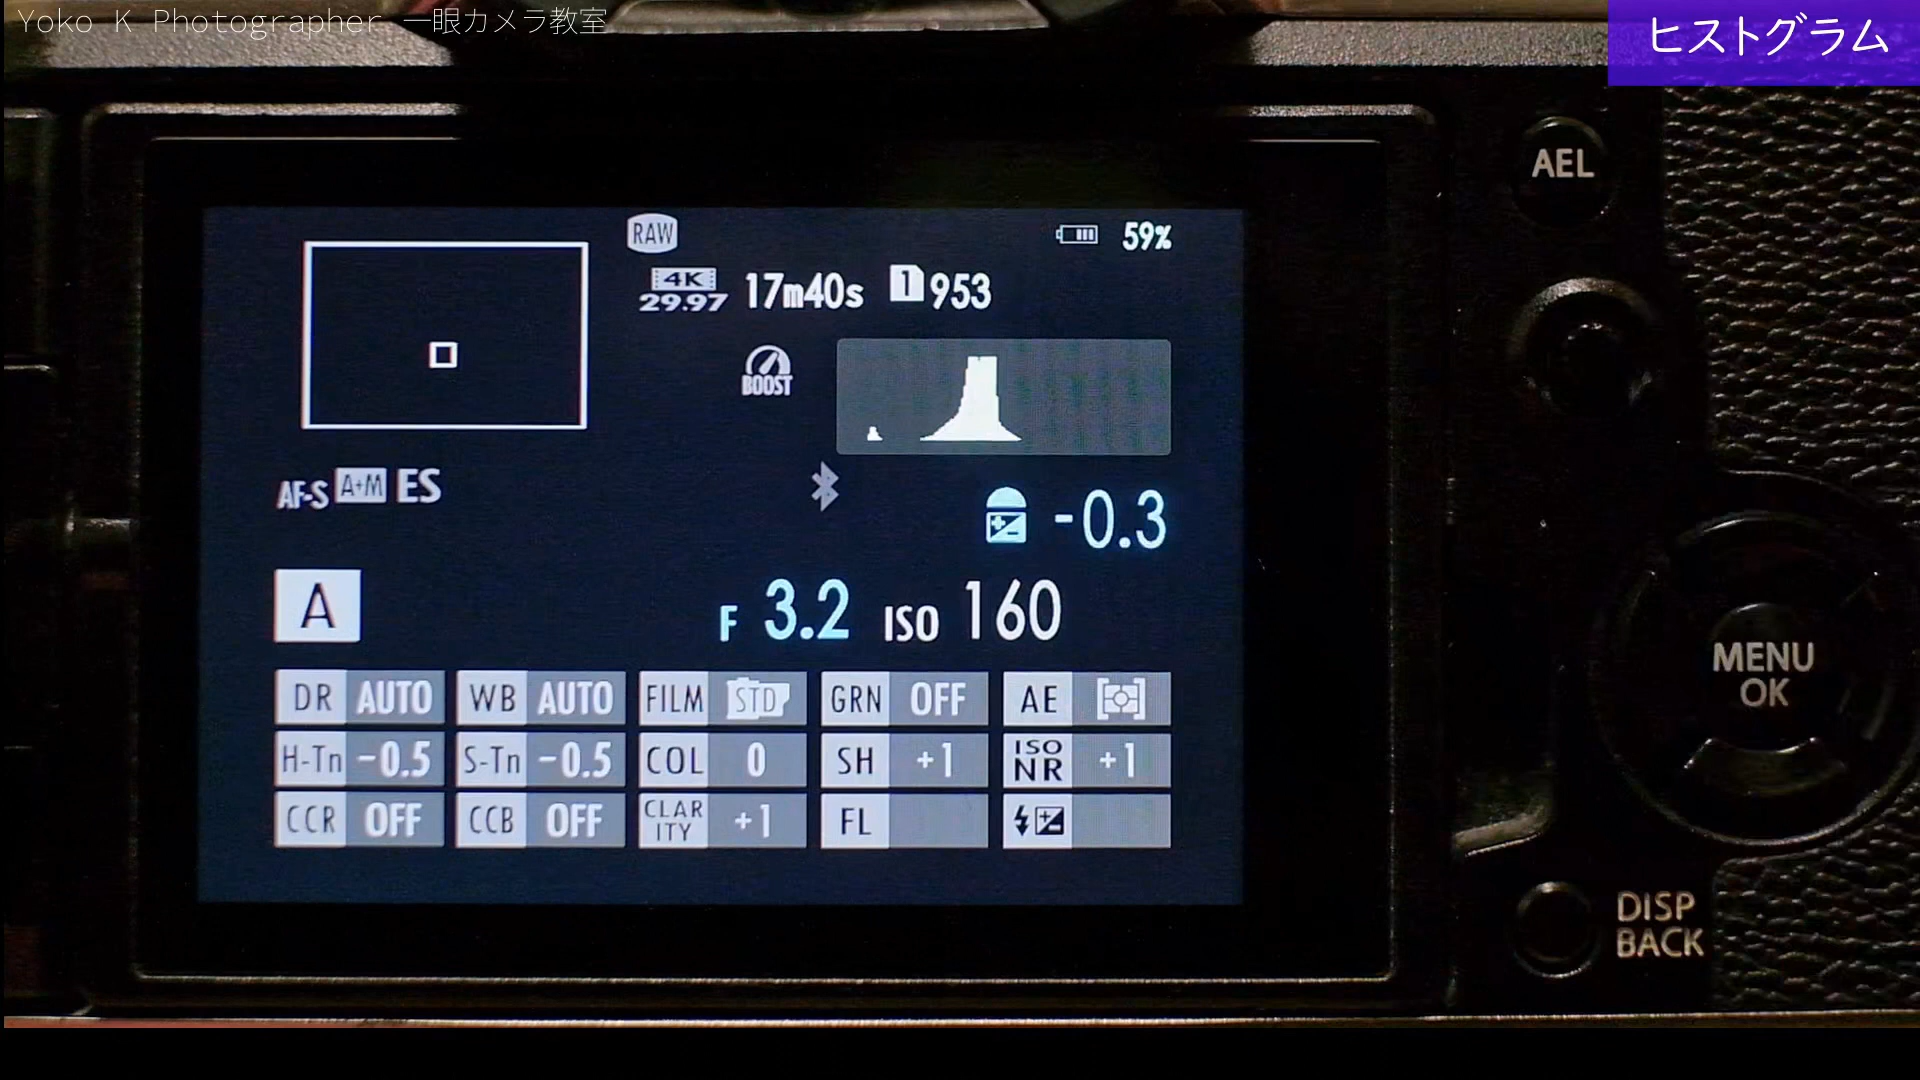 Yoko K Photographer 一眼カメラ教室
ヒストグラム
AEL
RAW
59%
4K
29.97
17m40s
1 953
BOOST
AF-S A+M ES
-0.3
A
F 3.2 ISO 160
DR AUTO WB AUTO FILM STD GRN OFF AE
H-Tn -0.5 S-Tn -0.5 COL 0 SH +1 ISO NR +1
CCR OFF CCB OFF CLARITY +1 FL
MENU
OK
DISP
BACK